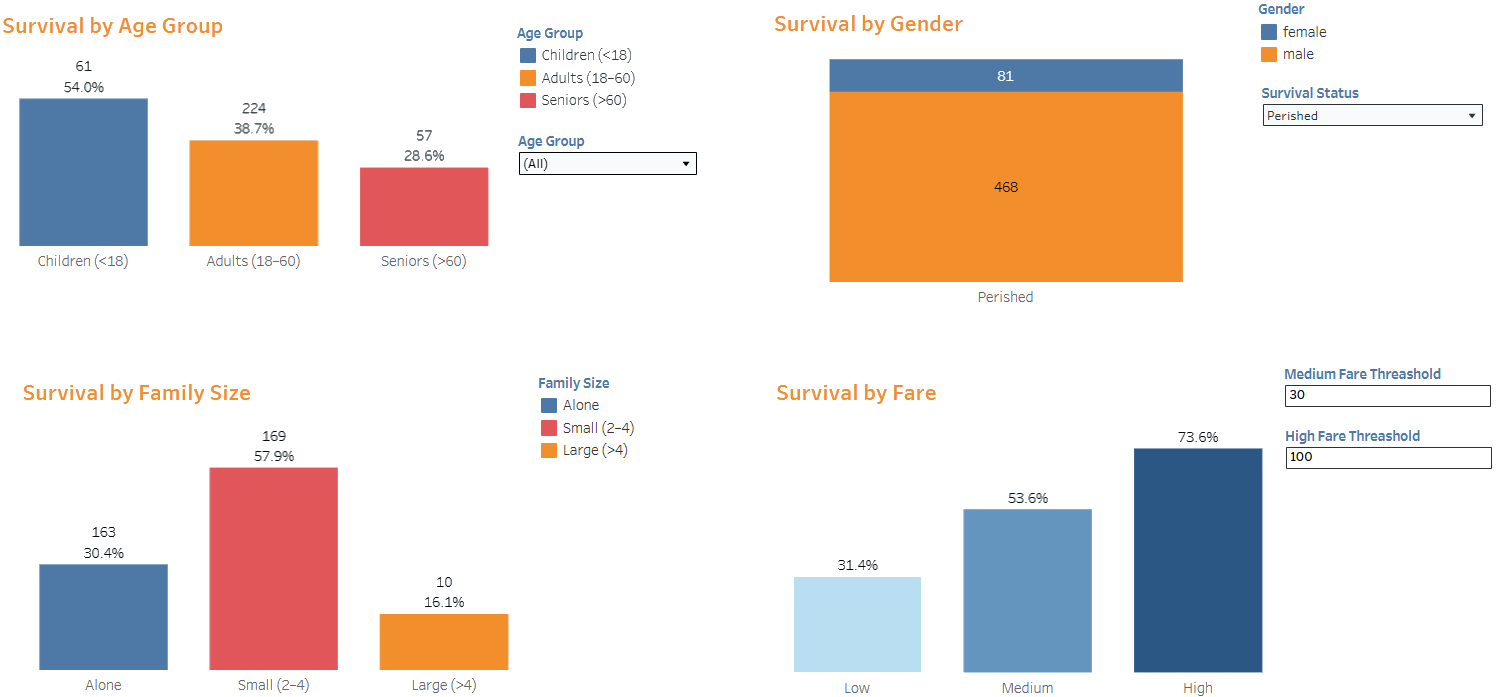 Survival by Age Group
61
54.0%
224
38.7%
57
28.6%
Children (<18)
Adults (18–60)
Seniors (>60)
Age Group
Children (<18)
Adults (18–60)
Seniors (>60)
Age Group
(All)
Survival by Gender
81
468
Perished
Gender
female
male
Survival Status
Perished
Survival by Family Size
163
30.4%
169
57.9%
10
16.1%
Alone
Small (2–4)
Large (>4)
Family Size
Alone
Small (2–4)
Large (>4)
Survival by Fare
31.4%
53.6%
73.6%
Low
Medium
High
Medium Fare Threashold
30
High Fare Threashold
100